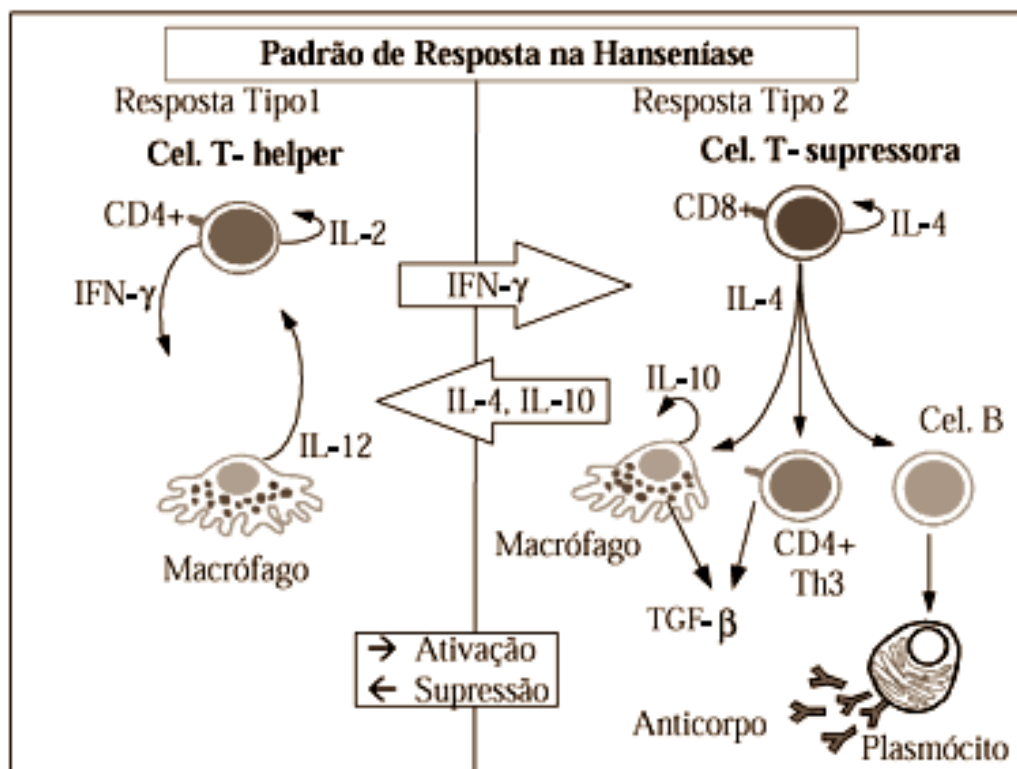 Padrão de Resposta na Hanseníase
Resposta Tipo1
Cel. T- helper
CD4+
IL-2
IFN-γ
IL-12
Macrófago
IFN-γ
IL-4, IL-10
Resposta Tipo 2
Cel. T- supressora
CD8+
IL-4
IL-4
IL-10
Cel. B
Macrófago
CD4+
Th3
TGF-β
Anticorpo
Plasmócito
→ Ativação
← Supressão